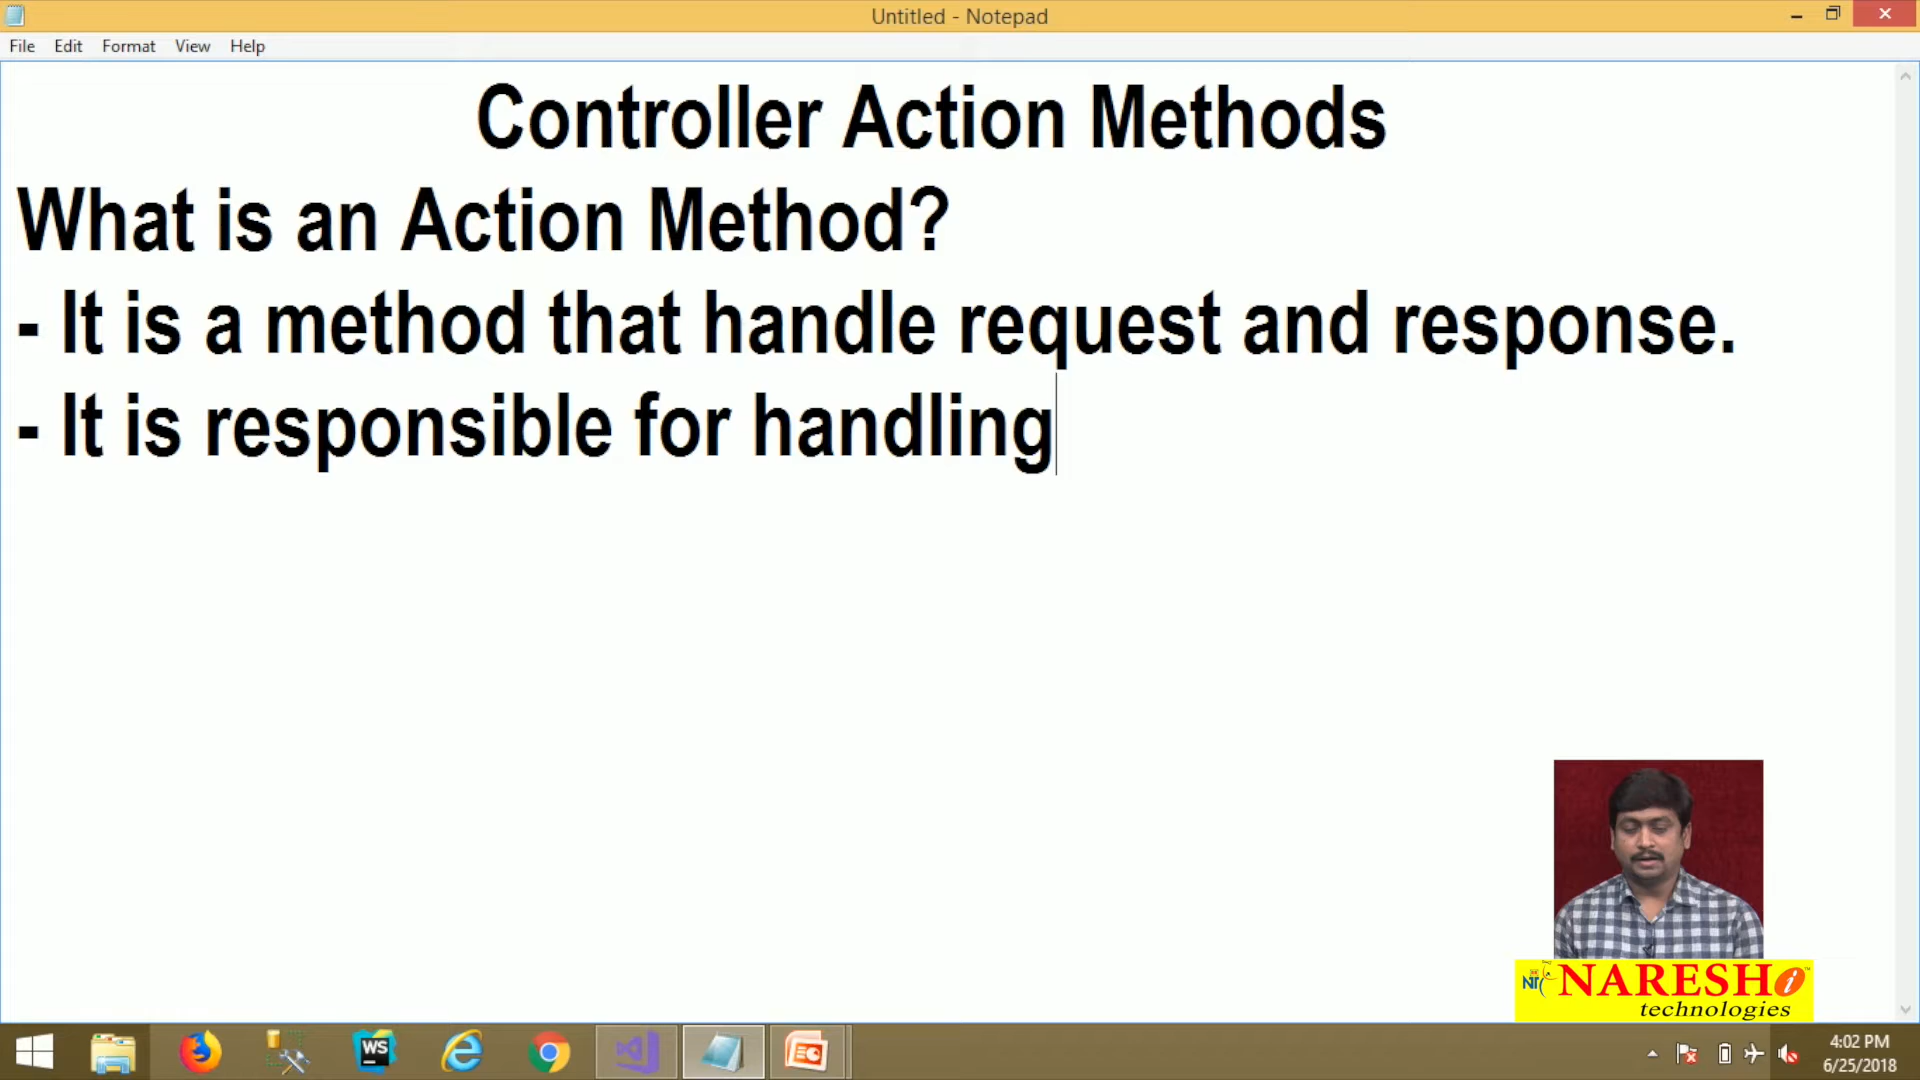 Untitled - Notepad
File Edit Format View Help
Controller Action Methods
What is an Action Method?
- It is a method that handle request and response.
- It is responsible for handling
NARESH i
technologies
WS
4:02 PM
6/25/2018